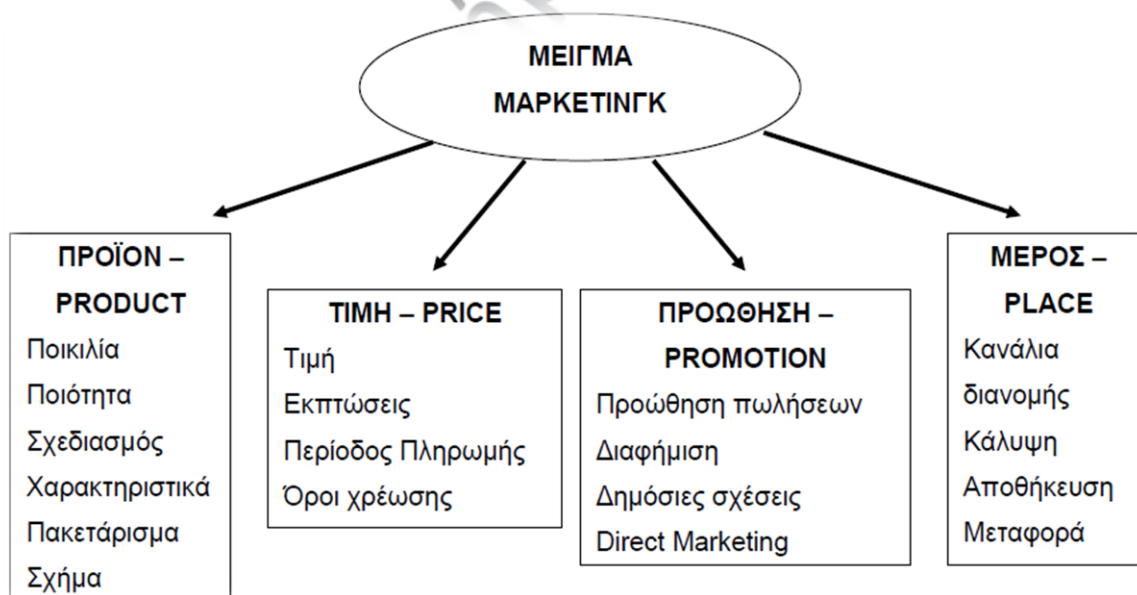 ΜΕΙΓΜΑ
ΜΑΡΚΕΤΙΝΓΚ
ΠΡΟΪΟΝ –
PRODUCT
Ποικιλία
Ποιότητα
Σχεδιασμός
Χαρακτηριστικά
Πακετάρισμα
Σχήμα
ΤΙΜΗ – PRICE
Τιμή
Εκπτώσεις
Περίοδος Πληρωμής
Όροι χρέωσης
ΠΡΟΩΘΗΣΗ –
PROMOTION
Προώθηση πωλήσεων
Διαφήμιση
Δημόσιες σχέσεις
Direct Marketing
ΜΕΡΟΣ –
PLACE
Κανάλια
διανομής
Κάλυψη
Αποθήκευση
Μεταφορά